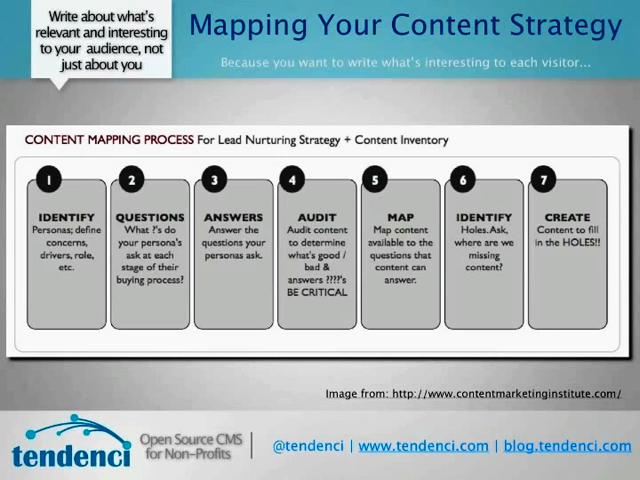 Write about what's
relevant and interesting
to your audience, not
just about you
Mapping Your Content Strategy
Because you want to write what's interesting to each visitor...
CONTENT MAPPING PROCESS For Lead Nurturing Strategy + Content Inventory
1
IDENTIFY
Personas; define
concerns,
drivers, role,
etc.
2
QUESTIONS
What ?'s do
your persona's
ask at each
stage of their
buying process?
3
ANSWERS
Answer the
questions your
personas ask.
4
AUDIT
Audit content
to determine
what's good /
bad &
answers ????'s
BE CRITICAL
5
MAP
Map content
available to the
questions that
content can
answer.
6
IDENTIFY
Holes. Ask,
where are we
missing
content?
7
CREATE
Content to fill
in the HOLES!!
Image from: http://www.contentmarketinginstitute.com/
tendenci
Open Source CMS
for Non-Profits
@tendenci | www.tendenci.com | blog.tendenci.com